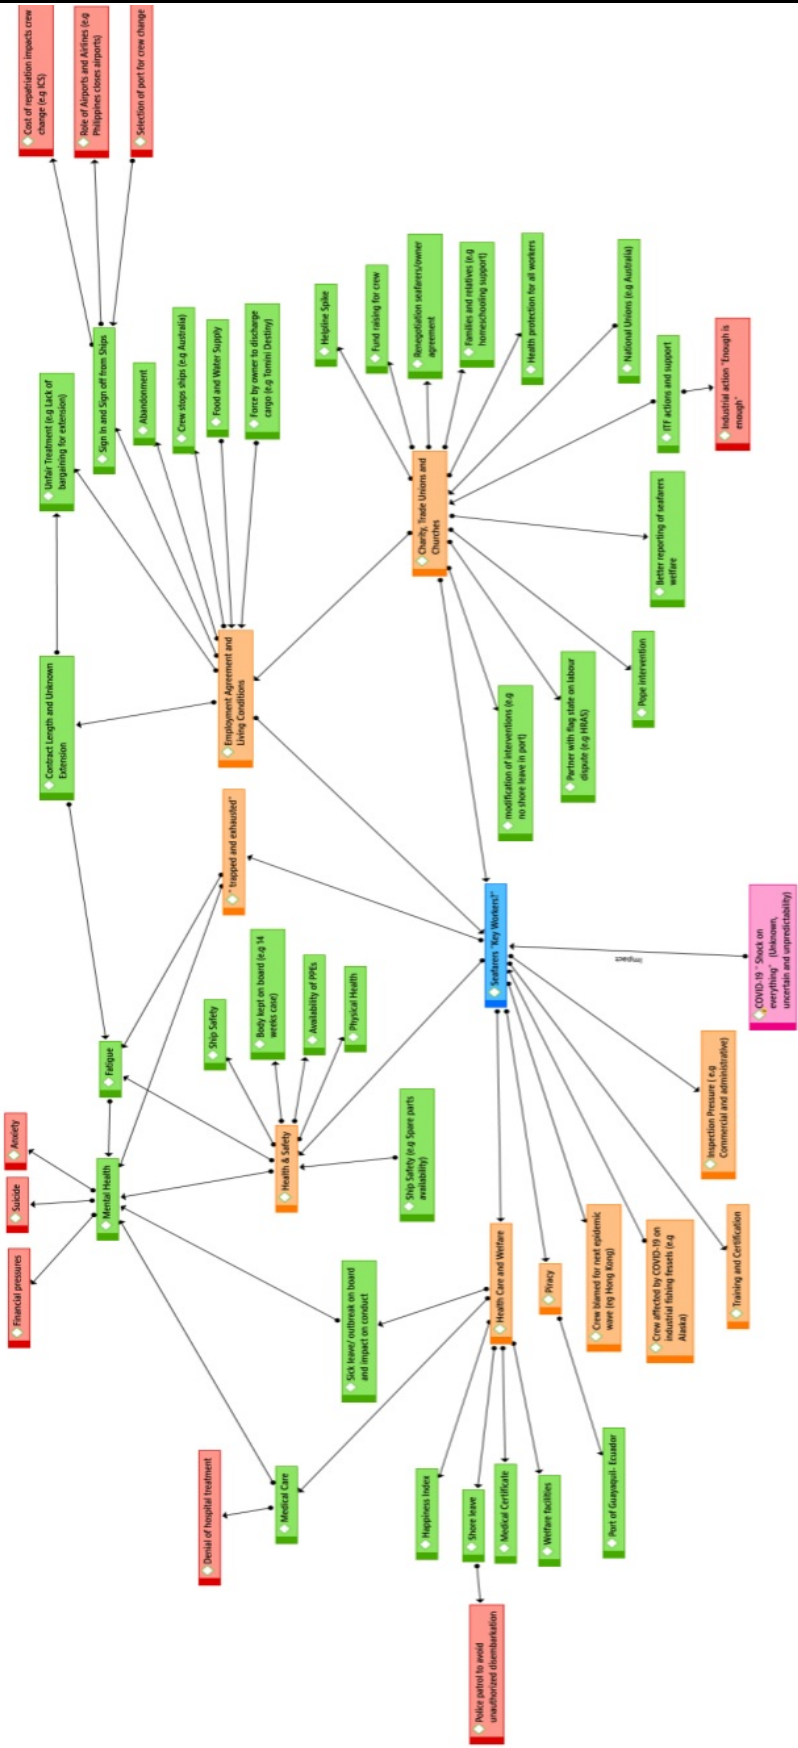 Financial pressures
Suicide
Anxiety
Cost of repatriation impacts crew
change (e.g ICS)
Contract Length and Unknown
Extension
Unfair Treatment (e.g Lack of
bargaining for extension)
Role of Airports and Airlines (e.g
Philippines closes airports)
Mental Health
Fatigue
Sign In and Sign off from Ships
Selection of port for crew change
Abandonment
Crew stops ships (e.g Australia)
Denial of hospital treatment
Ship Safety
" trapped and exhausted"
Food and Water Supply
Employment Agreement and
Living Conditions
Force by owner to discharge
cargo (e.g Tomini Destiny)
Body kept on board (e.g 14
weeks case)
Medical Care
Health & Safety
Availability of PPEs
Helpline Spike
Sick leave/ outbreak on board
and impact on conduct
Physical Health
Fund raising for crew
Ship Safety (e.g Spare parts
availability)
Charity, Trade Unions and
Churches
Renegotiation seafarers/owner
agreement
Happiness Index
Families and relatives (e.g
homeschooling support)
Police patrol to avoid
unauthorized disembarkation
Shore leave
Health Care and Welfare
Seafarers "Key Workers?"
Medical Certificate
modification of interventions (e.g
no shore leave in port)
Health protection for all workers
Welfare facilities
Piracy
Partner with flag state on labour
dispute (e.g HRAS)
Crew blamed for next epidemic
wave (eg Hong Kong)
Port of Guayaquil- Ecuador
impact
Pope intervention
National Unions (e.g Australia)
Crew affected by COVID-19 on
industrial fishing fessels (e.g
Alaska)
Better reporting of seafarers
welfare
ITF actions and support
Inspection Pressure ( e.g
Commercial and administrative)
Industrial action "Enough is
enough"
Training and Certification
COVID-19 " Shock on
everything" (Unknown,
uncertain and unpredictability)